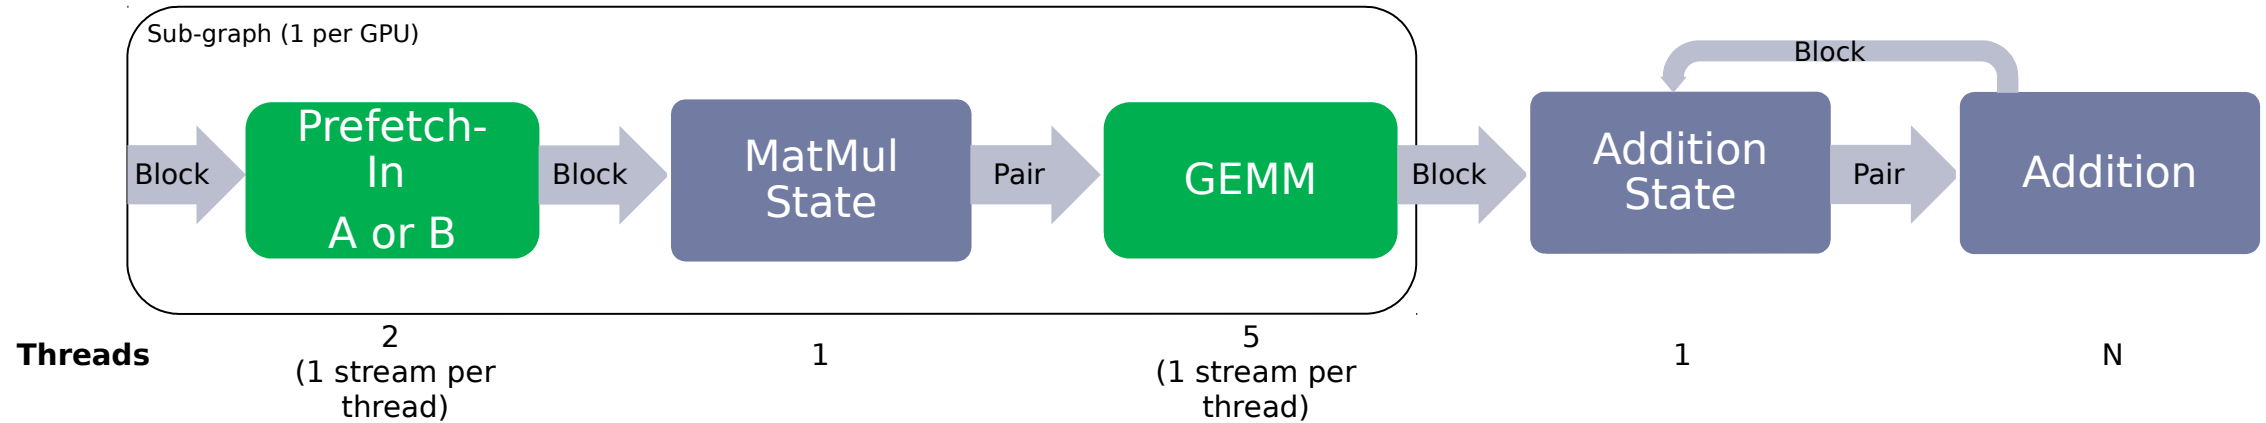 Sub-graph (1 per GPU)
Block
Block
Prefetch-
In
A or B
Block
MatMul
State
Pair
GEMM
Block
Addition
State
Pair
Addition
Threads
2
(1 stream per
thread)
1
5
(1 stream per
thread)
1
N